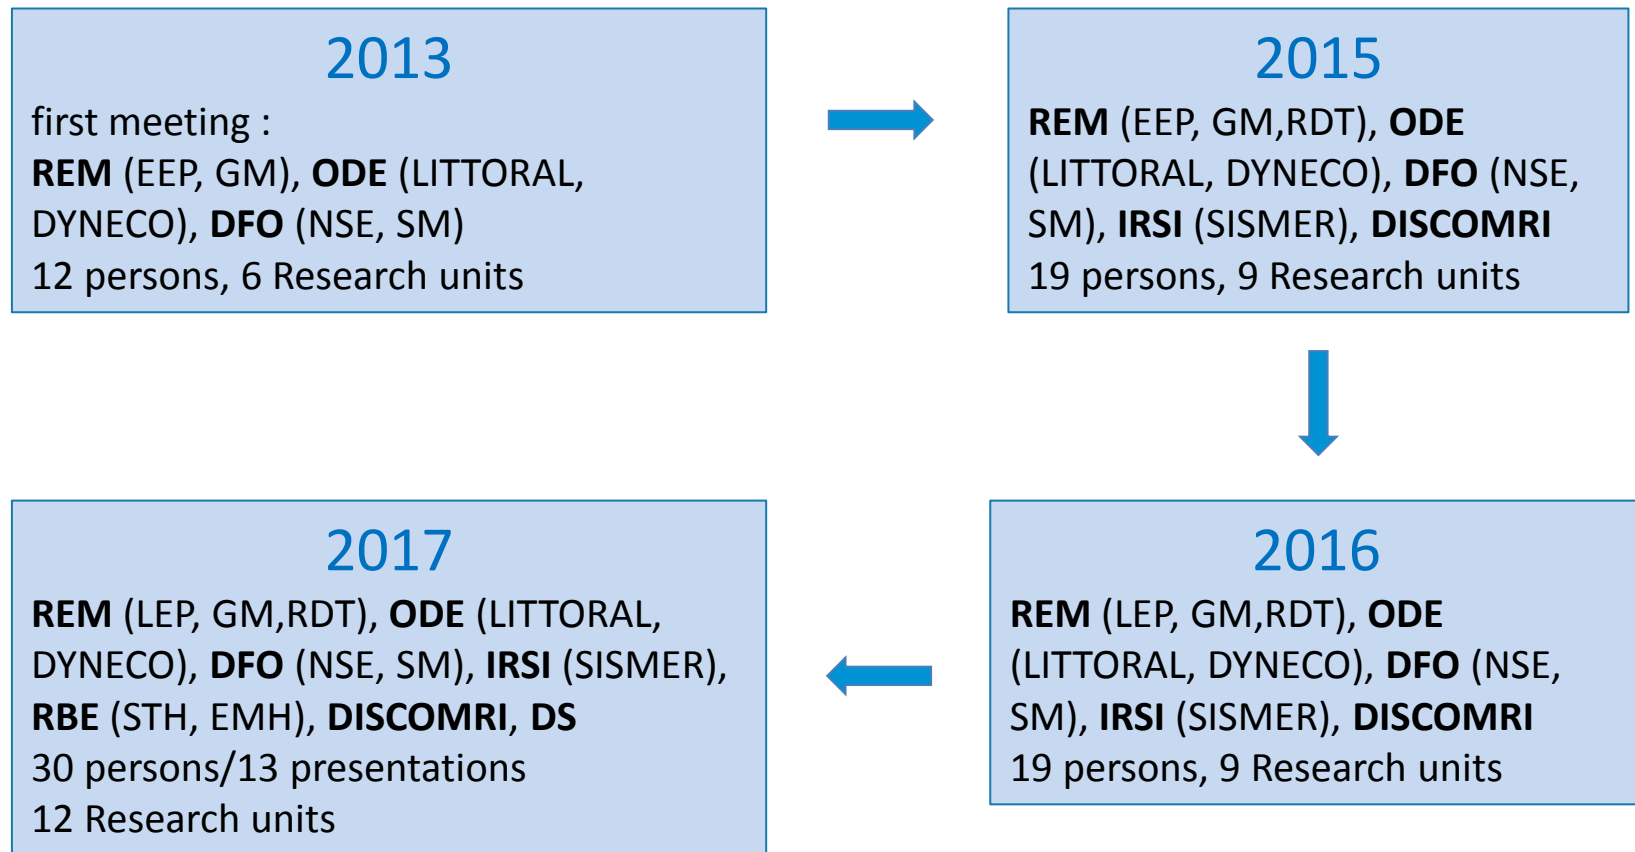 2013
first meeting :
REM (EEP, GM), ODE (LITTORAL,
DYNECO), DFO (NSE, SM)
12 persons, 6 Research units
2015
REM (EEP, GM,RDT), ODE
(LITTORAL, DYNECO), DFO (NSE,
SM), IRSI (SISMER), DISCOMRI
19 persons, 9 Research units
2017
REM (LEP, GM,RDT), ODE (LITTORAL,
DYNECO), DFO (NSE, SM), IRSI (SISMER),
RBE (STH, EMH), DISCOMRI, DS
30 persons/13 presentations
12 Research units
2016
REM (LEP, GM,RDT), ODE
(LITTORAL, DYNECO), DFO (NSE,
SM), IRSI (SISMER), DISCOMRI
19 persons, 9 Research units